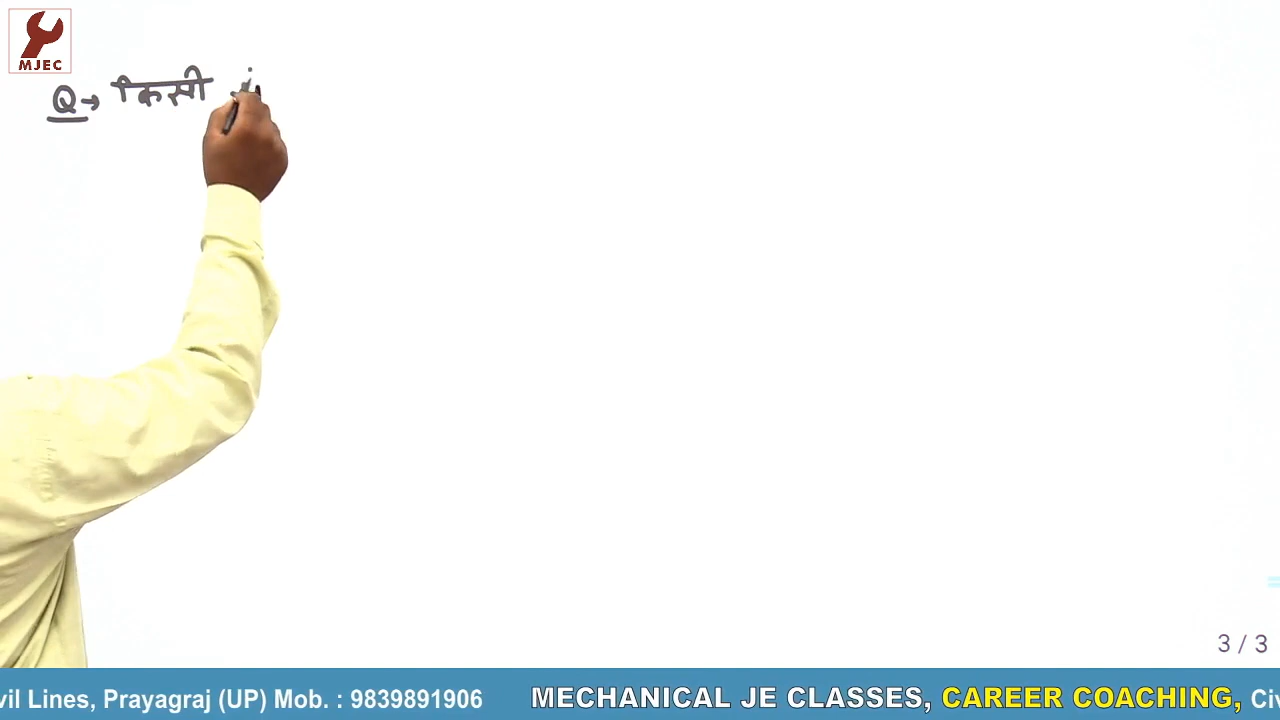 MJEC
Q→ किसी
3 / 3
vil Lines, Prayagraj (UP) Mob. : 9839891906 MECHANICAL JE CLASSES, CAREER COACHING, Civ